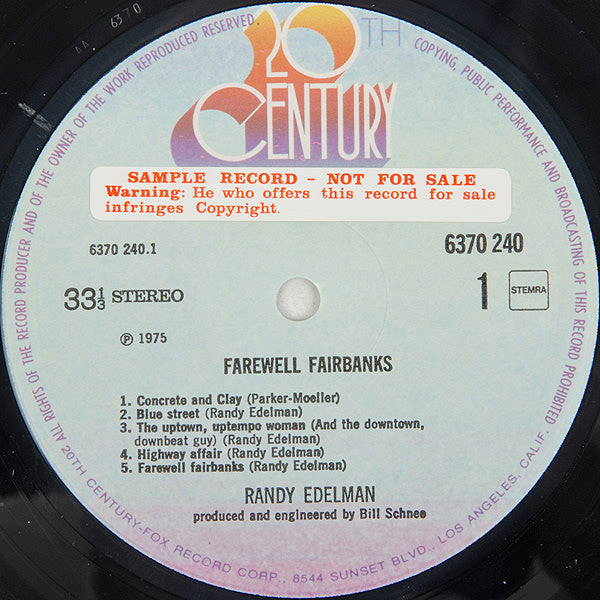 6370
20TH
CENTURY
SAMPLE RECORD - NOT FOR SALE
Warning: He who offers this record for sale
infringes Copyright.
6370 240.1
6370 240
33⅓ STEREO
1
STEMRA
℗ 1975
FAREWELL FAIRBANKS
1. Concrete and Clay (Parker-Moeller)
2. Blue street (Randy Edelman)
3. The uptown, uptempo woman (And the downtown,
downbeat guy) (Randy Edelman)
4. Highway affair (Randy Edelman)
5. Farewell fairbanks (Randy Edelman)
RANDY EDELMAN
produced and engineered by Bill Schnee
ALL RIGHTS OF THE RECORD PRODUCER AND OF THE OWNER OF THE WORK REPRODUCED RESERVED. COPYING, PUBLIC PERFORMANCE AND BROADCASTING OF THIS RECORD PROHIBITED
20TH CENTURY-FOX RECORD CORP., 8544 SUNSET BLVD., LOS ANGELES, CALIF.